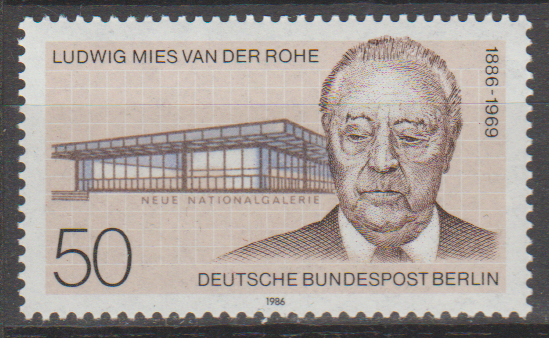 LUDWIG MIES VAN DER ROHE
1886-1969
NEUE NATIONALGALERIE
50
DEUTSCHE BUNDESPOST BERLIN
1986